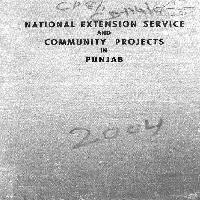 NATIONAL EXTENSION SERVICE
AND
COMMUNITY PROJECTS
IN
PUNJAB
2004